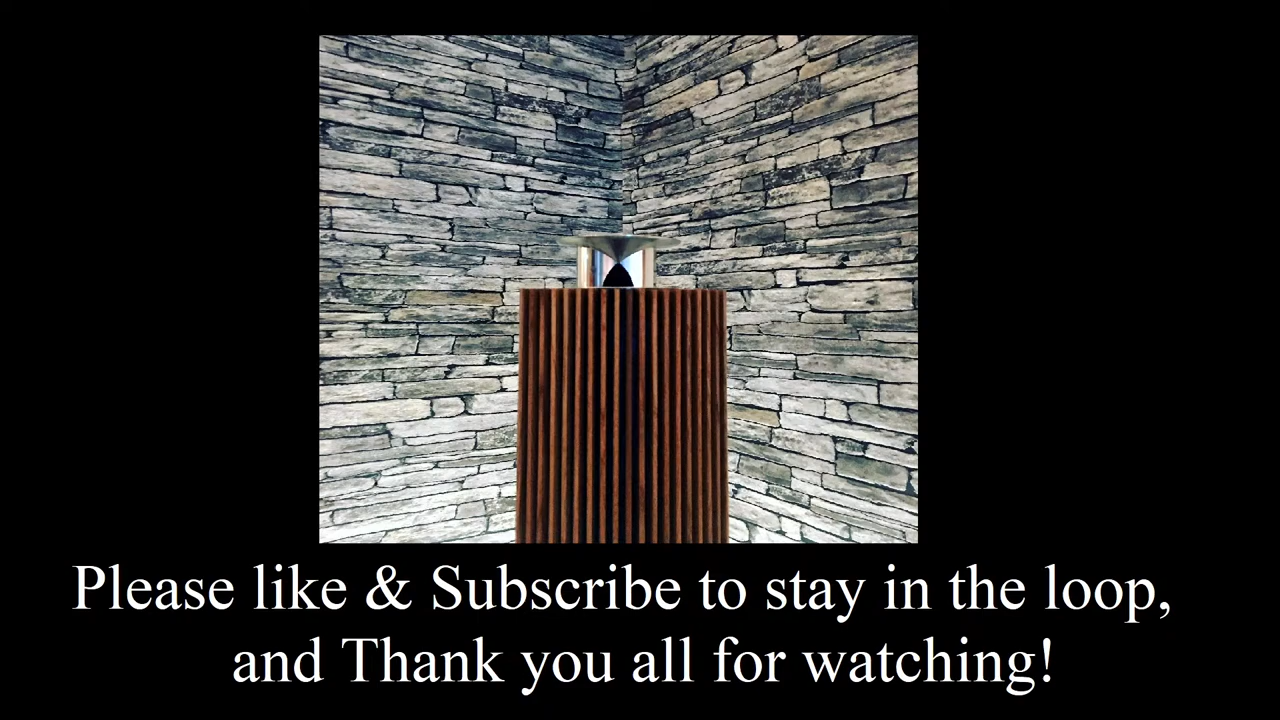 Please like & Subscribe to stay in the loop,
and Thank you all for watching!